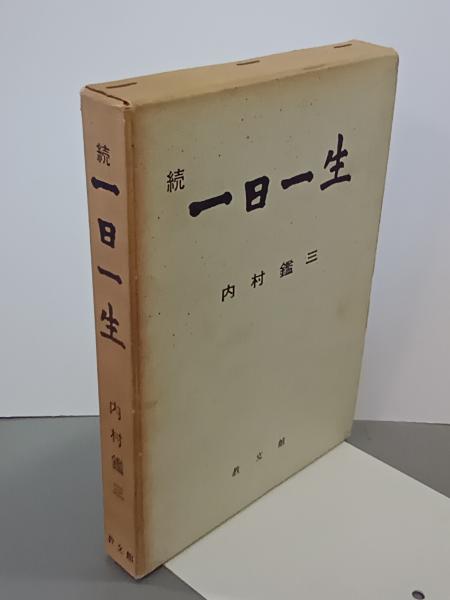 続 一日一生
内村鑑三
教文館
続 一日一生
内村鑑三
教文館